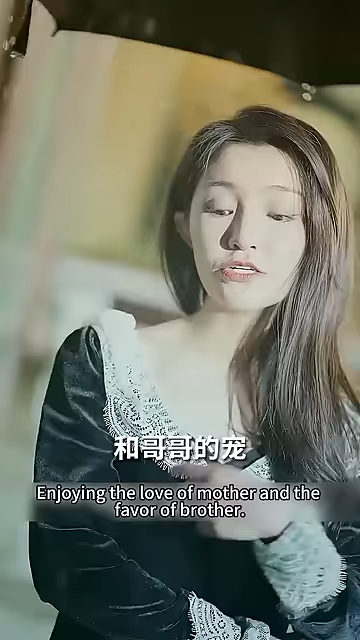 和哥哥的宠
Enjoying the love of mother and the
favor of brother.